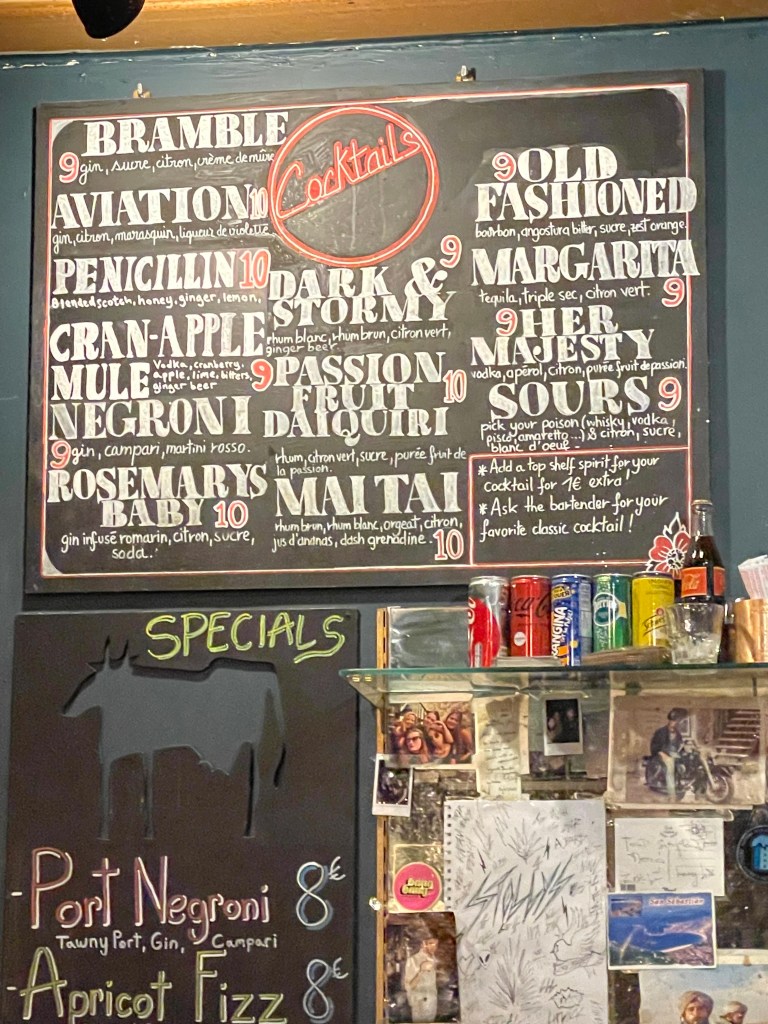 Cocktails
BRAMBLE
9 gin, sucre, citron, crème de mûre
AVIATION 10
gin, citron, marasquin, liqueur de violette
PENICILLIN 10
Blended scotch, honey, ginger, lemon,
CRAN-APPLE
MULE
Vodka, cranberry,
apple, lime, bitters,
ginger beer
9
NEGRONI
9 gin, campari, martini rosso.
ROSEMARYS
BABY 10
gin infusé romarin, citron, sucre,
soda.
9
DARK &
STORMY
rhum blanc, rhum brun, citron vert,
ginger beer
PASSION
FRUIT 10
DAIQUIRI
rhum, citron vert, sucre, purée fruit de
la passion.
MAI TAI
rhum brun, rhum blanc, orgeat, citron,
jus d'ananas, dash grenadine. 10
9 OLD
FASHIONED
bourbon, angostura bitter, sucre, zest orange.
MARGARITA
tequila, triple sec, citron vert. 9
9 HER
MAJESTY
vodka, apérol, citron, purée fruit de passion.
SOURS 9
pick your poison (whisky, vodka,
pisco, amaretto...) & citron, sucre,
blanc d'oeuf.
* Add a top shelf spirit for your
cocktail for 1€ extra!
* Ask the bartender for your
favorite classic cocktail!
SPECIALS
- Port Negroni 8€
Tawny Port, Gin, Campari
- Apricot Fizz 8€
Coca-Cola
ORANGINA
San Sebastian